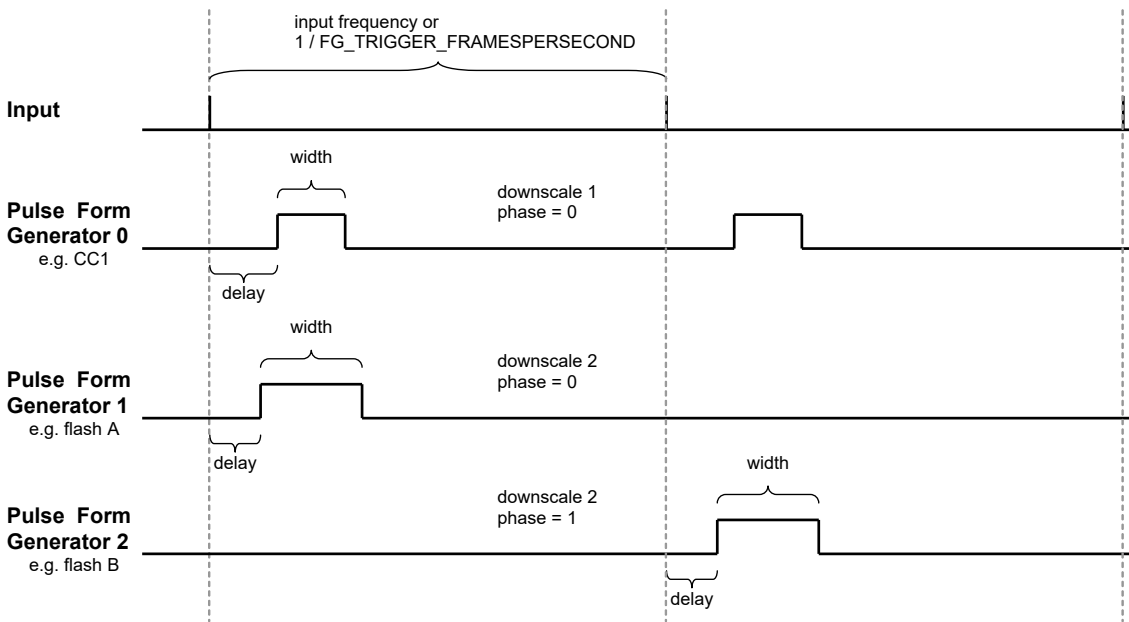 input frequency or
1 / FG_TRIGGER_FRAMESPERSECOND
Input
width
downscale 1
phase = 0
Pulse Form
Generator 0
e.g. CC1
delay
width
downscale 2
phase = 0
Pulse Form
Generator 1
e.g. flash A
delay
width
downscale 2
phase = 1
Pulse Form
Generator 2
e.g. flash B
delay